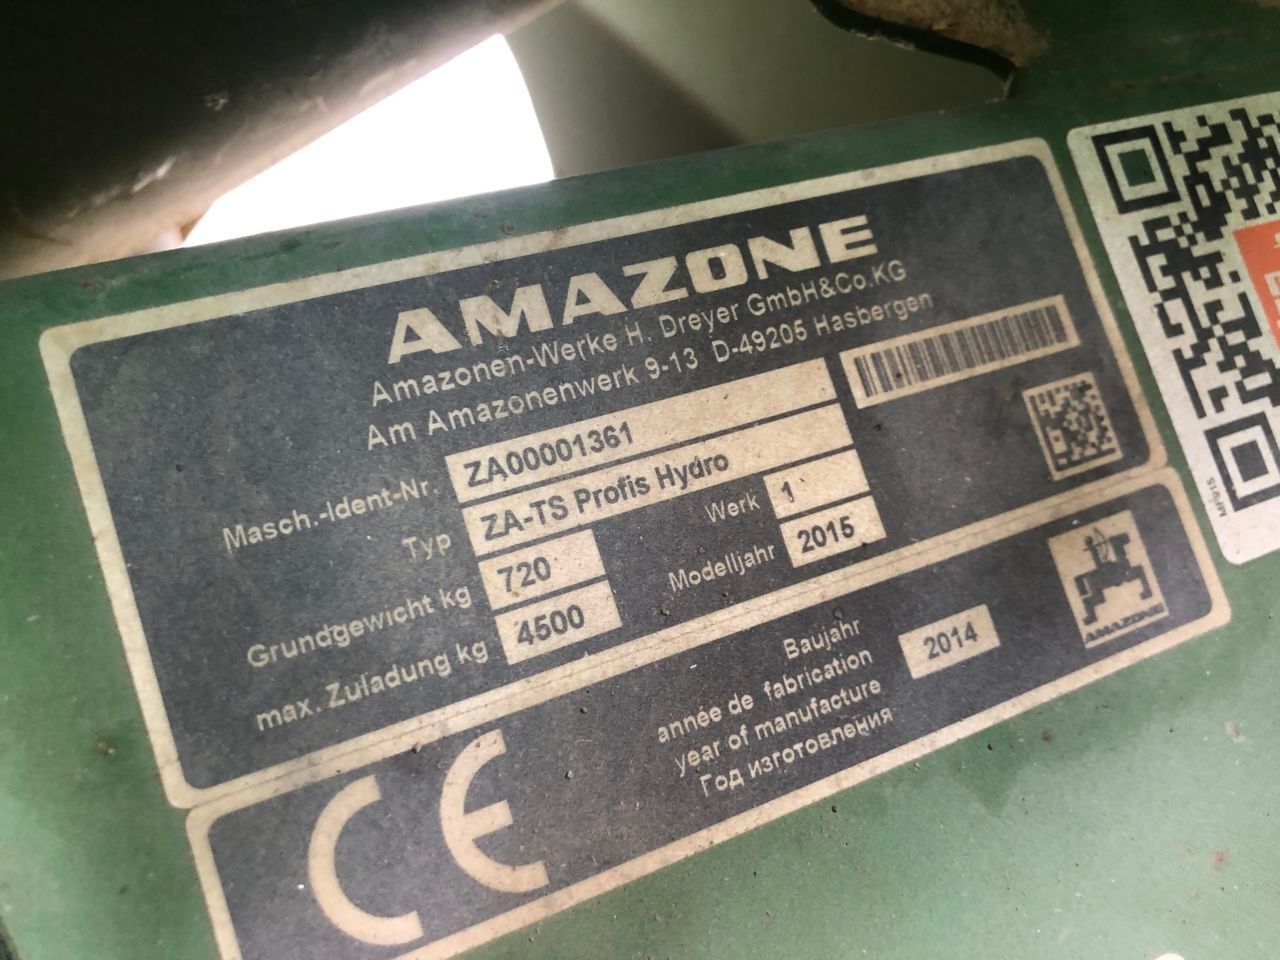 AMAZONE
Amazonen-Werke H. Dreyer GmbH&Co.KG
Am Amazonenwerk 9-13 D-49205 Hasbergen
Masch.-Ident-Nr. ZA00001361
Typ ZA-TS Profis Hydro
Grundgewicht kg 720 Werk 1
max. Zuladung kg 4500 Modelljahr 2015
CE
Baujahr
année de fabrication
year of manufacture
Год изготовления
2014
AMAZONE
MF915